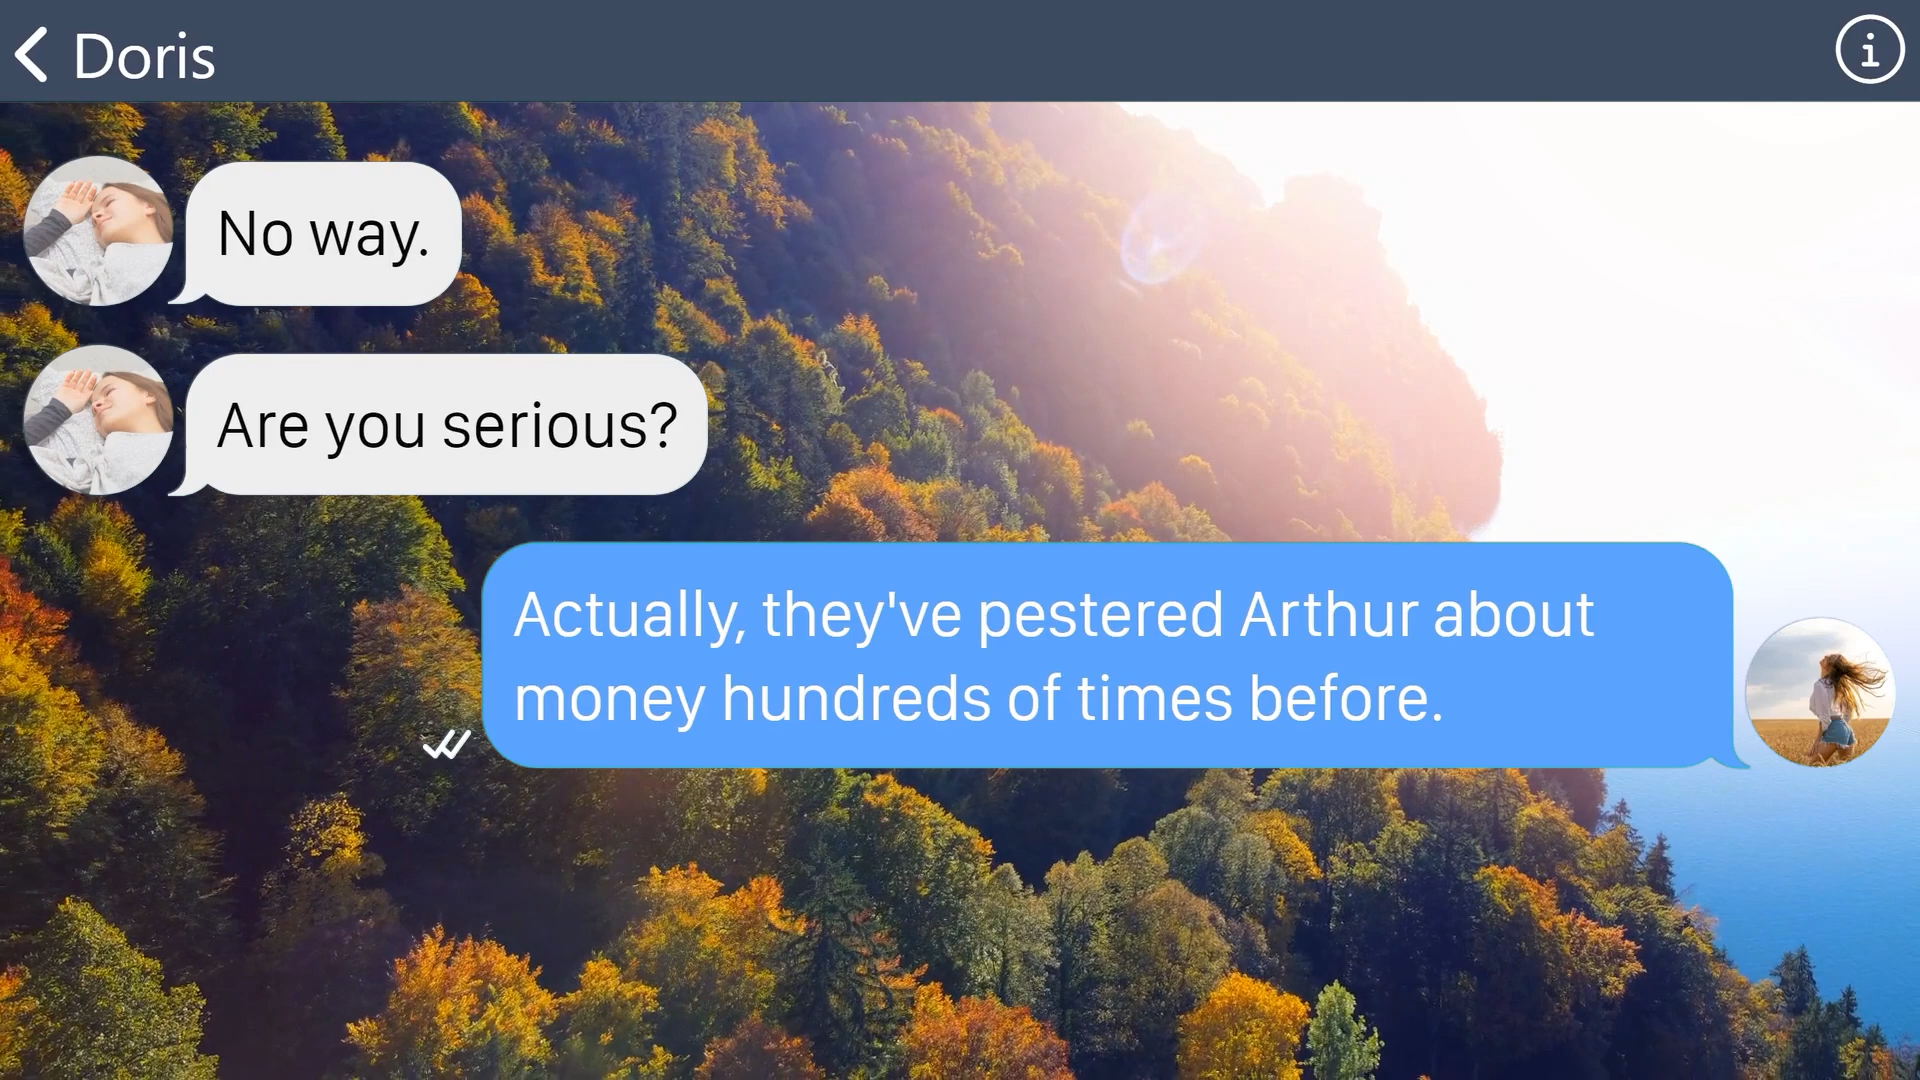 Doris
No way.
Are you serious?
Actually, they've pestered Arthur about
money hundreds of times before.